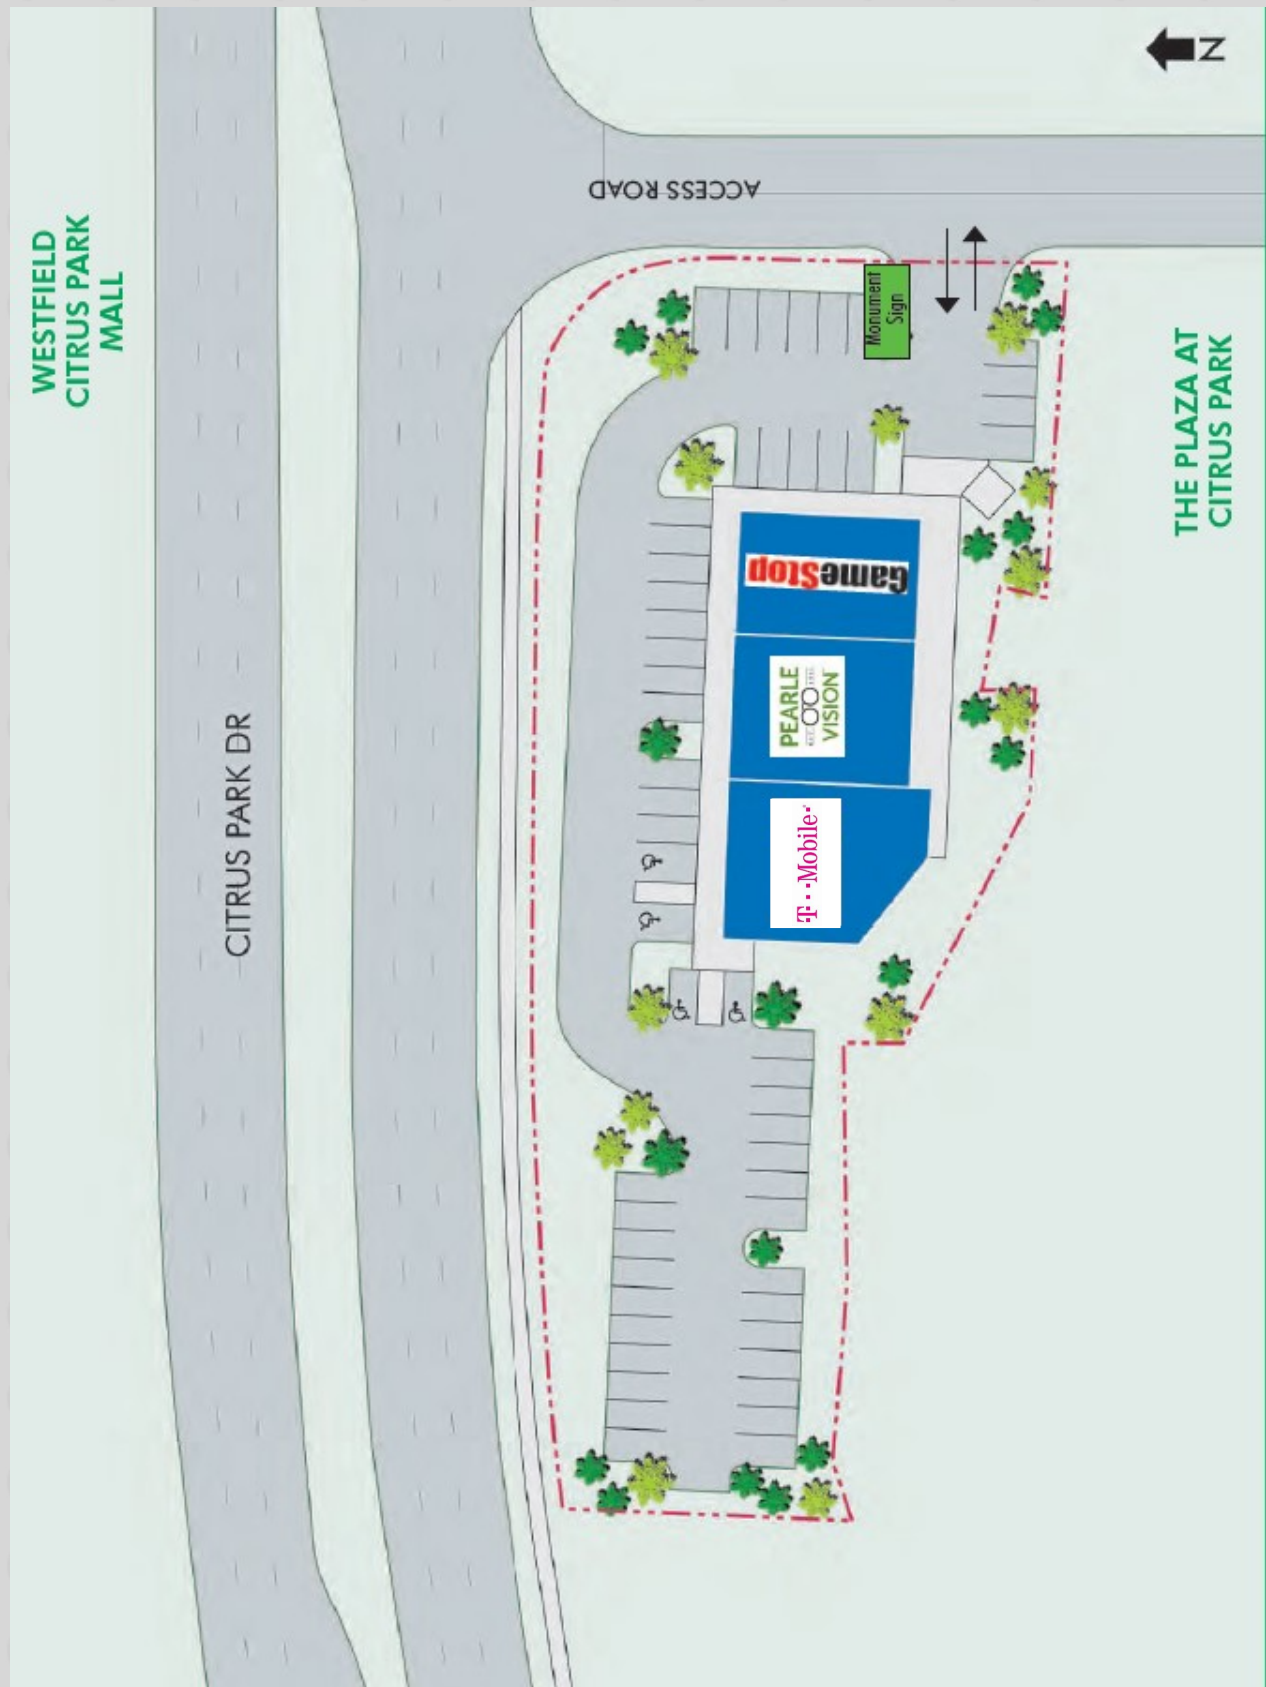 N
ACCESS ROAD
WESTFIELD
CITRUS PARK
MALL
Monument
Sign
THE PLAZA AT
CITRUS PARK
GameStop
PEARLE
VISION
CITRUS PARK DR
T··Mobile·